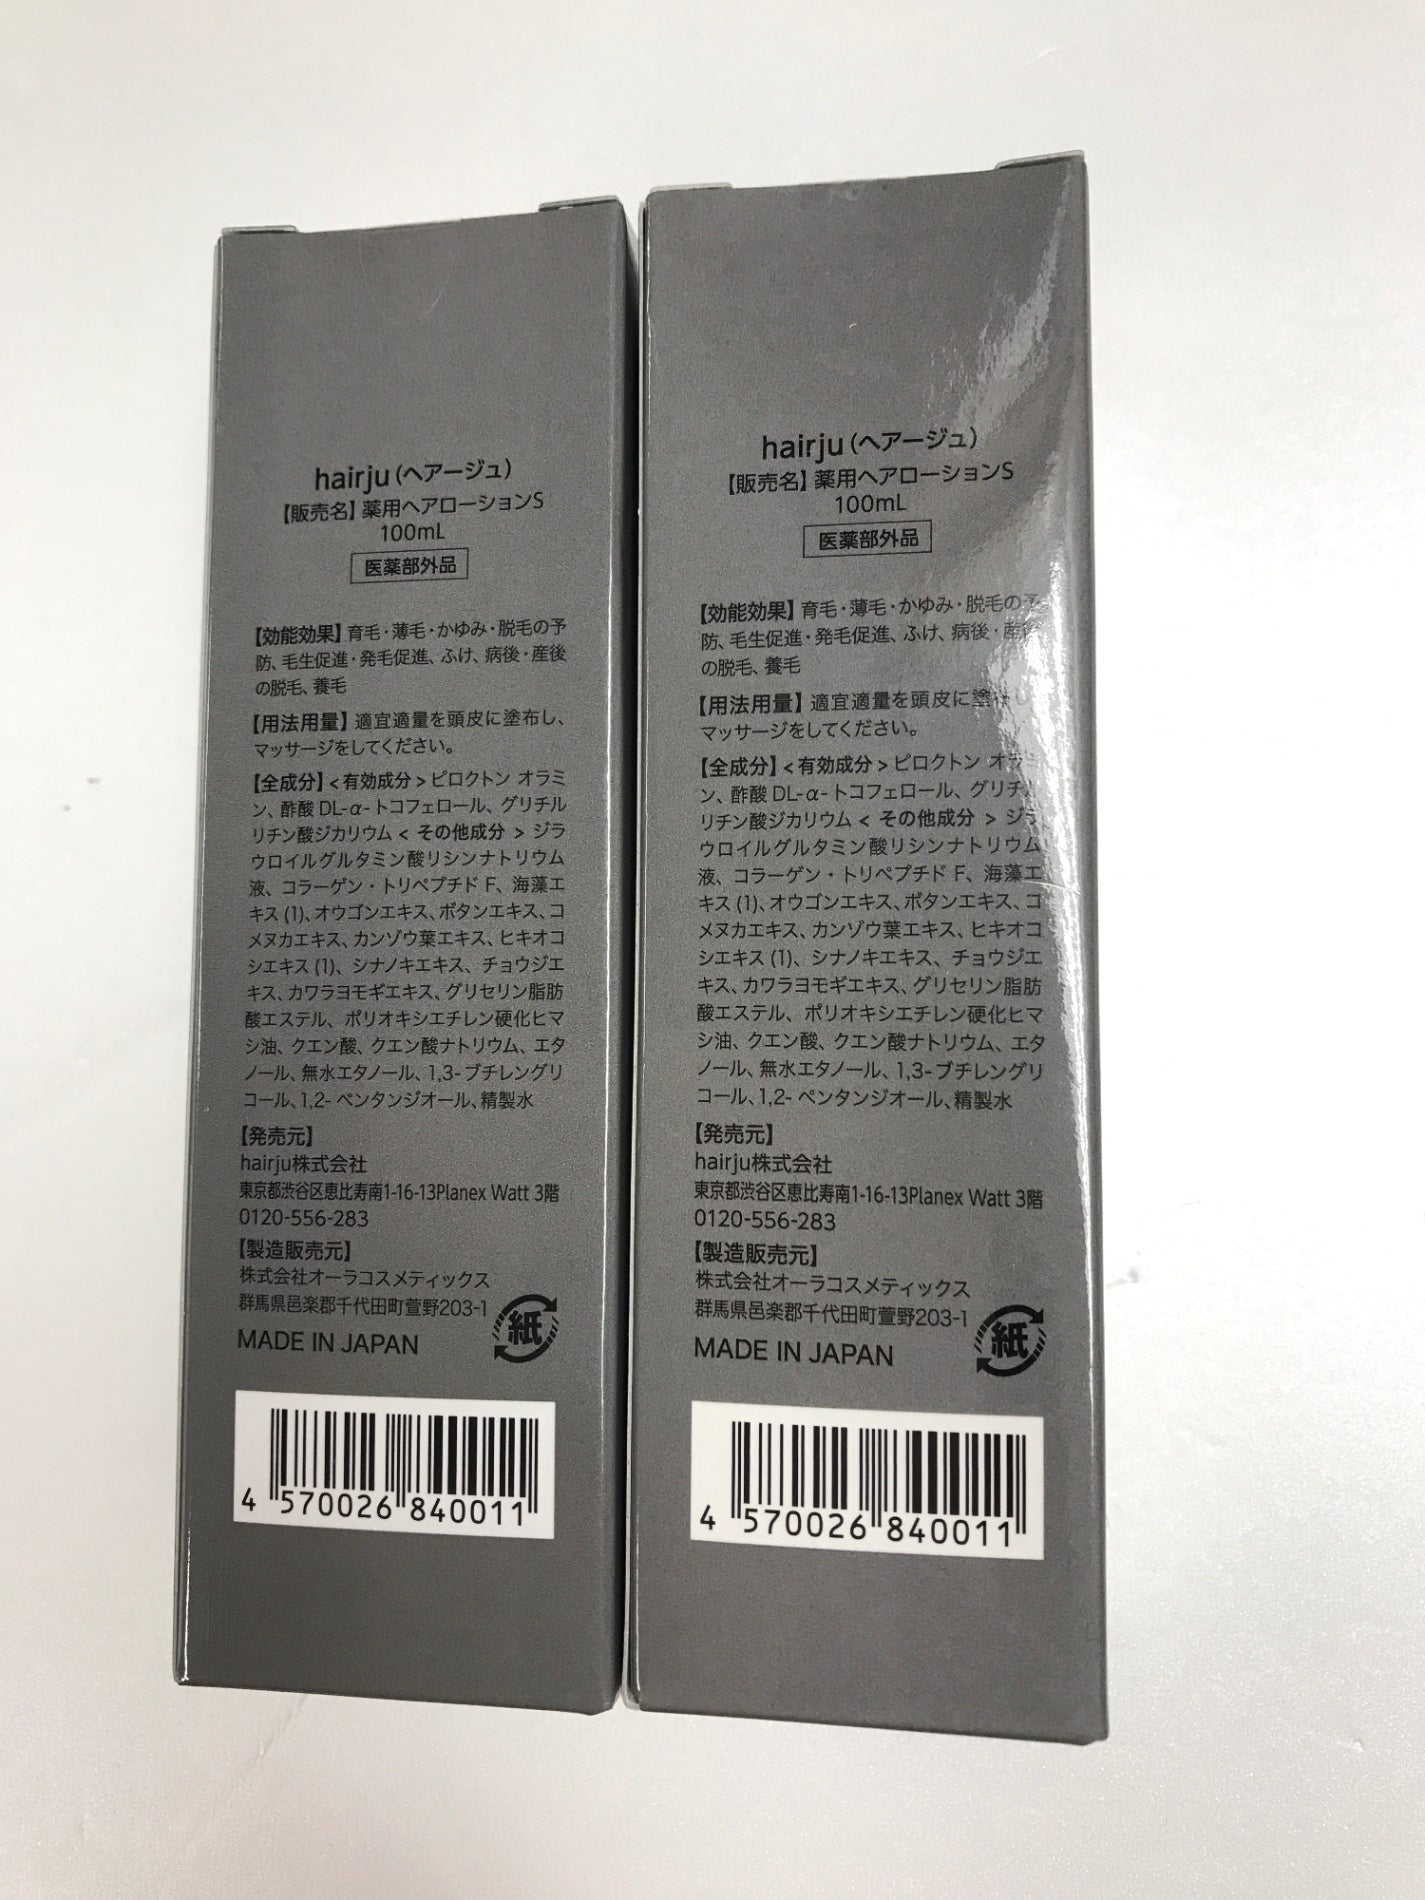 hairju(ヘアージュ)
【販売名】薬用ヘアローションS
100mL
医薬部外品
【効能効果】育毛・薄毛・かゆみ・脱毛の予
防、毛生促進・発毛促進、ふけ、病後・産後
の脱毛、養毛
【用法用量】適宜適量を頭皮に塗布し、
マッサージをしてください。
【全成分】<有効成分>ピロクトン オラミ
ン、酢酸 DL-α-トコフェロール、グリチル
リチン酸ジカリウム< その他成分 > ジラ
ウロイルグルタミン酸リシンナトリウム
液、コラーゲン・トリペプチド F、海藻エ
キス (1)、オウゴンエキス、ボタンエキス、コ
メヌカエキス、カンゾウ葉エキス、ヒキオコ
シエキス (1)、シナノキエキス、チョウジエ
キス、カワラヨモギエキス、グリセリン脂肪
酸エステル、ポリオキシエチレン硬化ヒマ
シ油、クエン酸、クエン酸ナトリウム、エタ
ノール、無水エタノール、1,3-ブチレングリ
コール、1,2- ペンタンジオール、精製水
【発売元】
hairju株式会社
東京都渋谷区恵比寿南1-16-13Planex Watt 3階
0120-556-283
【製造販売元】
株式会社オーラコスメティックス
群馬県邑楽郡千代田町萱野203-1
紙
MADE IN JAPAN
4 570026 840011
hairju(ヘアージュ)
【販売名】薬用ヘアローションS
100mL
医薬部外品
【効能効果】育毛・薄毛・かゆみ・脱毛の予
防、毛生促進・発毛促進、ふけ、病後・産後
の脱毛、養毛
【用法用量】適宜適量を頭皮に塗布し
マッサージをしてください。
【全成分】<有効成分>ピロクトン オラミ
ン、酢酸 DL-α-トコフェロール、グリチル
リチン酸ジカリウム< その他成分 > ジラ
ウロイルグルタミン酸リシンナトリウム
液、コラーゲン・トリペプチド F、海藻エ
キス (1)、オウゴンエキス、ボタンエキス、コ
メヌカエキス、カンゾウ葉エキス、ヒキオコ
シエキス (1)、シナノキエキス、チョウジエ
キス、カワラヨモギエキス、グリセリン脂肪
酸エステル、ポリオキシエチレン硬化ヒマ
シ油、クエン酸、クエン酸ナトリウム、エタ
ノール、無水エタノール、1,3-ブチレングリ
コール、1,2- ペンタンジオール、精製水
【発売元】
hairju株式会社
東京都渋谷区恵比寿南1-16-13Planex Watt 3階
0120-556-283
【製造販売元】
株式会社オーラコスメティックス
群馬県邑楽郡千代田町萱野203-1
紙
MADE IN JAPAN
4 570026 840011